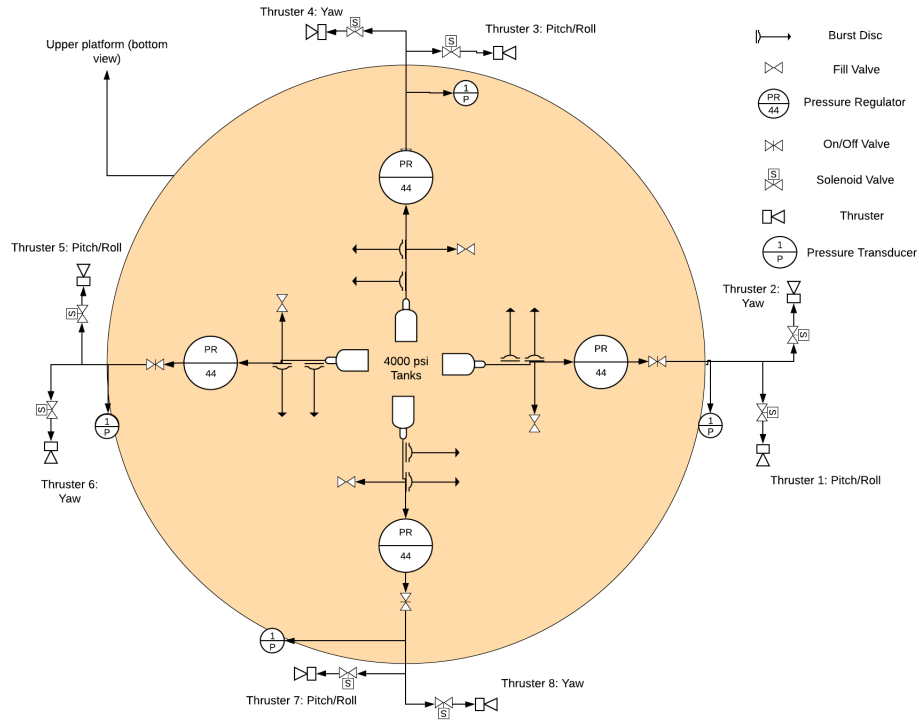 Thruster 4: Yaw
Thruster 3: Pitch/Roll
S
S
Burst Disc
Upper platform (bottom
view)
Fill Valve
1
P
PR
44
Pressure Regulator
On/Off Valve
PR
44
S
Solenoid Valve
Thruster
Thruster 5: Pitch/Roll
1
P
Pressure Transducer
Thruster 2:
Yaw
S
S
PR
44
4000 psi
Tanks
PR
44
S
S
1
P
1
P
Thruster 6:
Yaw
Thruster 1: Pitch/Roll
PR
44
1
P
S
Thruster 7: Pitch/Roll
Thruster 8: Yaw
S